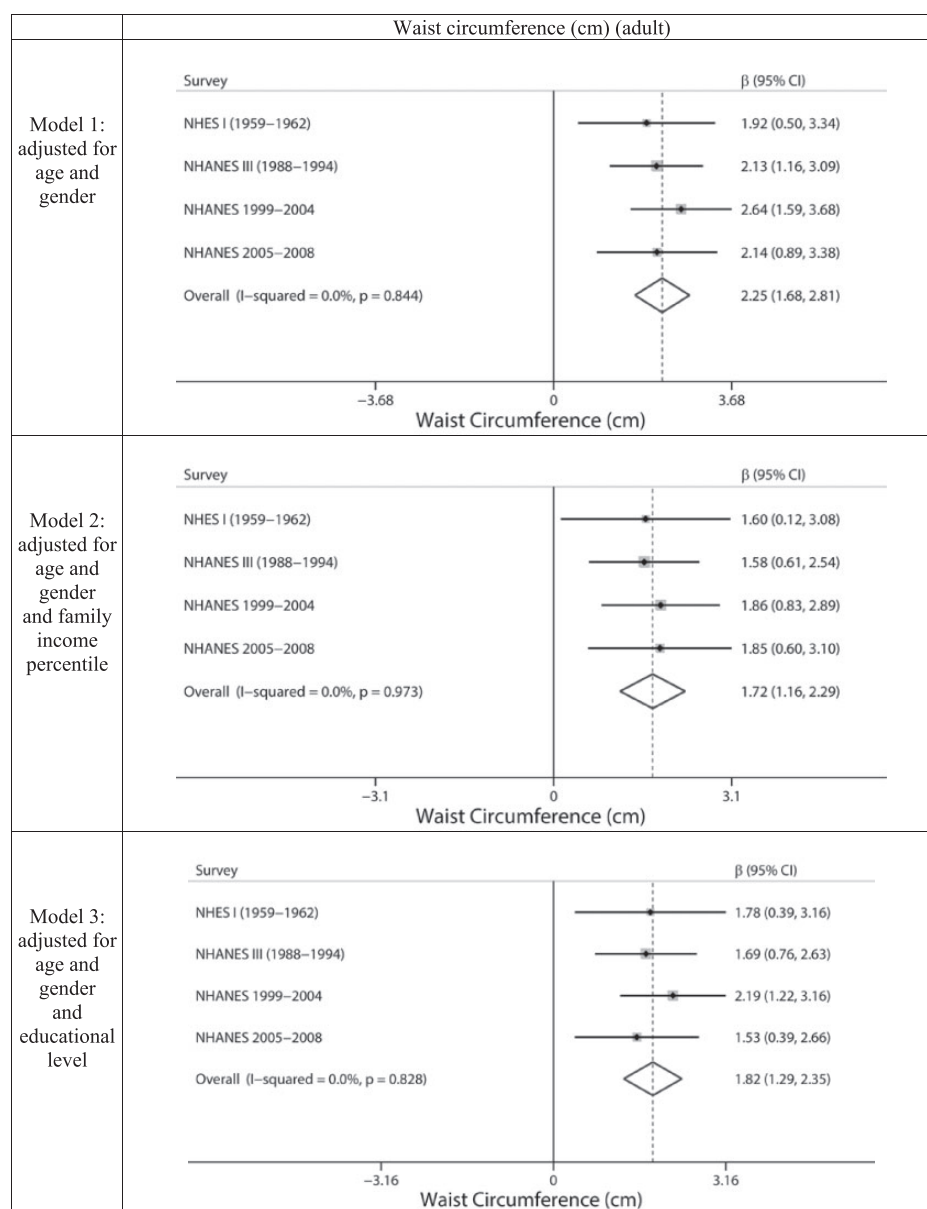 Waist circumference (cm) (adult)
Model 1:
adjusted for
age and
gender
Survey β (95% CI)
NHES I (1959−1962) 1.92 (0.50, 3.34)
NHANES III (1988−1994) 2.13 (1.16, 3.09)
NHANES 1999−2004 2.64 (1.59, 3.68)
NHANES 2005−2008 2.14 (0.89, 3.38)
Overall (I−squared = 0.0%, p = 0.844) 2.25 (1.68, 2.81)
−3.68 0 3.68
Waist Circumference (cm)
Model 2:
adjusted for
age and
gender
and family
income
percentile
Survey β (95% CI)
NHES I (1959−1962) 1.60 (0.12, 3.08)
NHANES III (1988−1994) 1.58 (0.61, 2.54)
NHANES 1999−2004 1.86 (0.83, 2.89)
NHANES 2005−2008 1.85 (0.60, 3.10)
Overall (I−squared = 0.0%, p = 0.973) 1.72 (1.16, 2.29)
−3.1 0 3.1
Waist Circumference (cm)
Model 3:
adjusted for
age and
gender
and
educational
level
Survey β (95% CI)
NHES I (1959−1962) 1.78 (0.39, 3.16)
NHANES III (1988−1994) 1.69 (0.76, 2.63)
NHANES 1999−2004 2.19 (1.22, 3.16)
NHANES 2005−2008 1.53 (0.39, 2.66)
Overall (I−squared = 0.0%, p = 0.828) 1.82 (1.29, 2.35)
−3.16 0 3.16
Waist Circumference (cm)